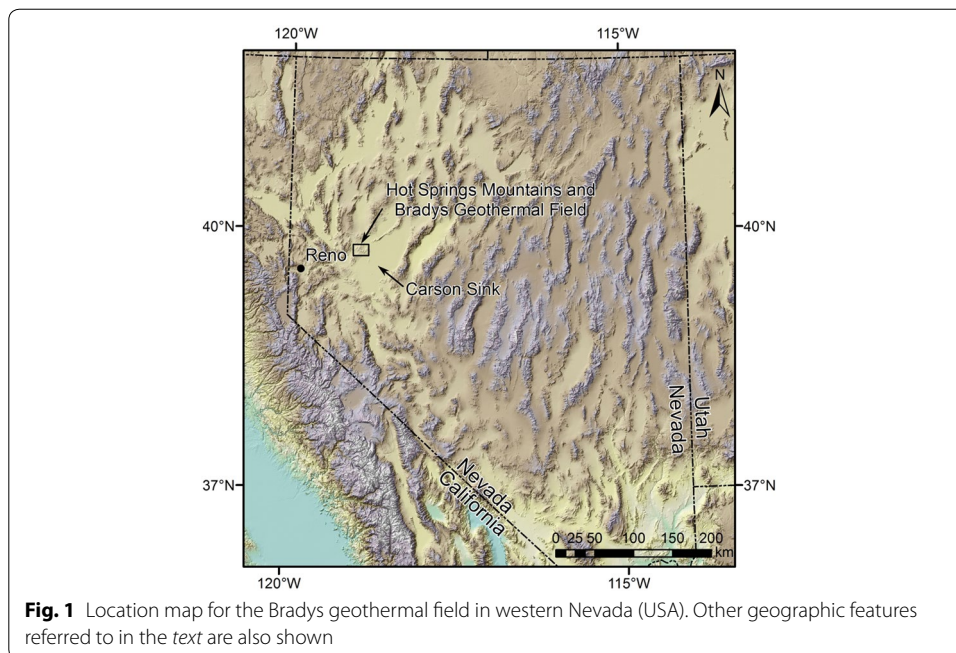 120°W
115°W
N
Hot Springs Mountains and
Bradys Geothermal Field
40°N
40°N
Reno
Carson Sink
Nevada
Utah
37°N
37°N
Nevada
California
0 25 50 100 150 200
km
120°W
115°W
Fig. 1 Location map for the Bradys geothermal field in western Nevada (USA). Other geographic features
referred to in the text are also shown